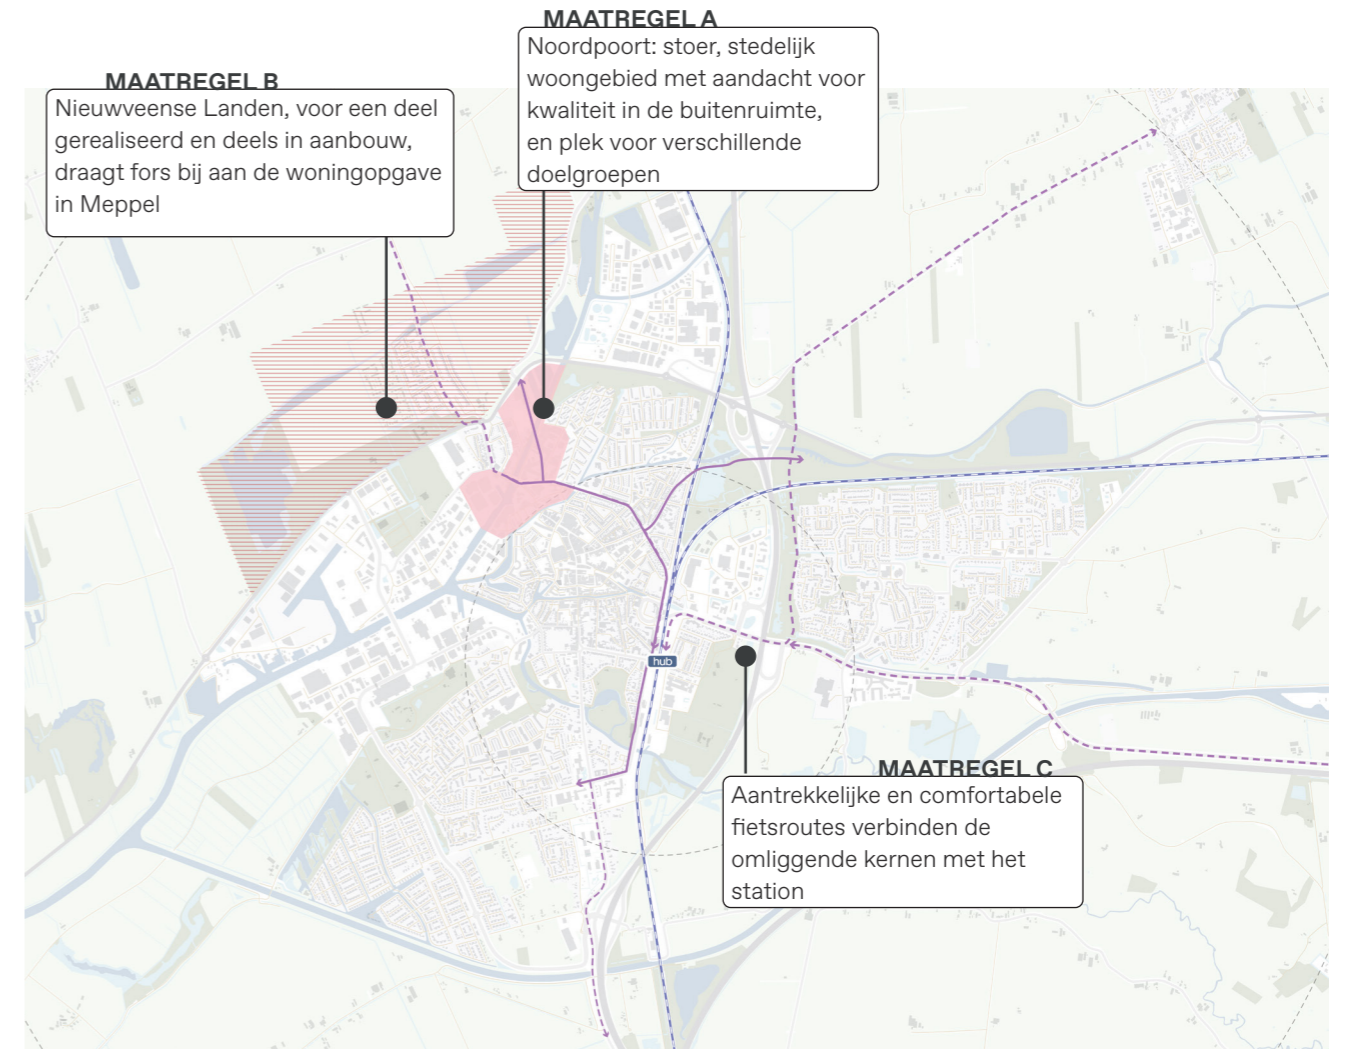 MAATREGEL A
Noordpoort: stoer, stedelijk
woongebied met aandacht voor
kwaliteit in de buitenruimte,
en plek voor verschillende
doelgroepen
MAATREGEL B
Nieuwveense Landen, voor een deel
gerealiseerd en deels in aanbouw,
draagt fors bij aan de woningopgave
in Meppel
hub
MAATREGEL C
Aantrekkelijke en comfortabele
fietsroutes verbinden de
omliggende kernen met het
station